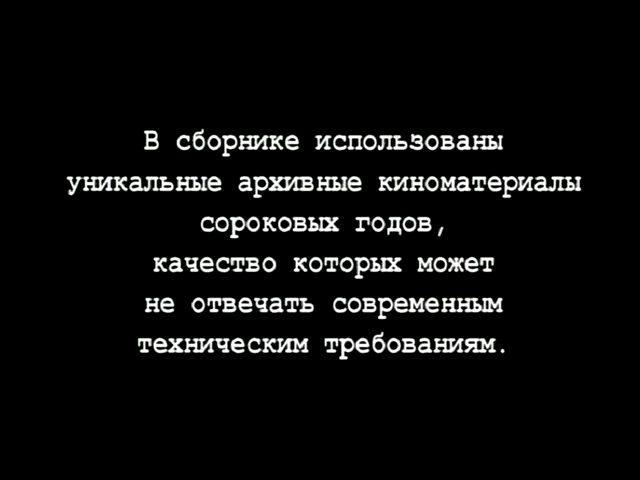 В сборнике использованы
уникальные архивные киноматериалы
сороковых годов,
качество которых может
не отвечать современным
техническим требованиям.